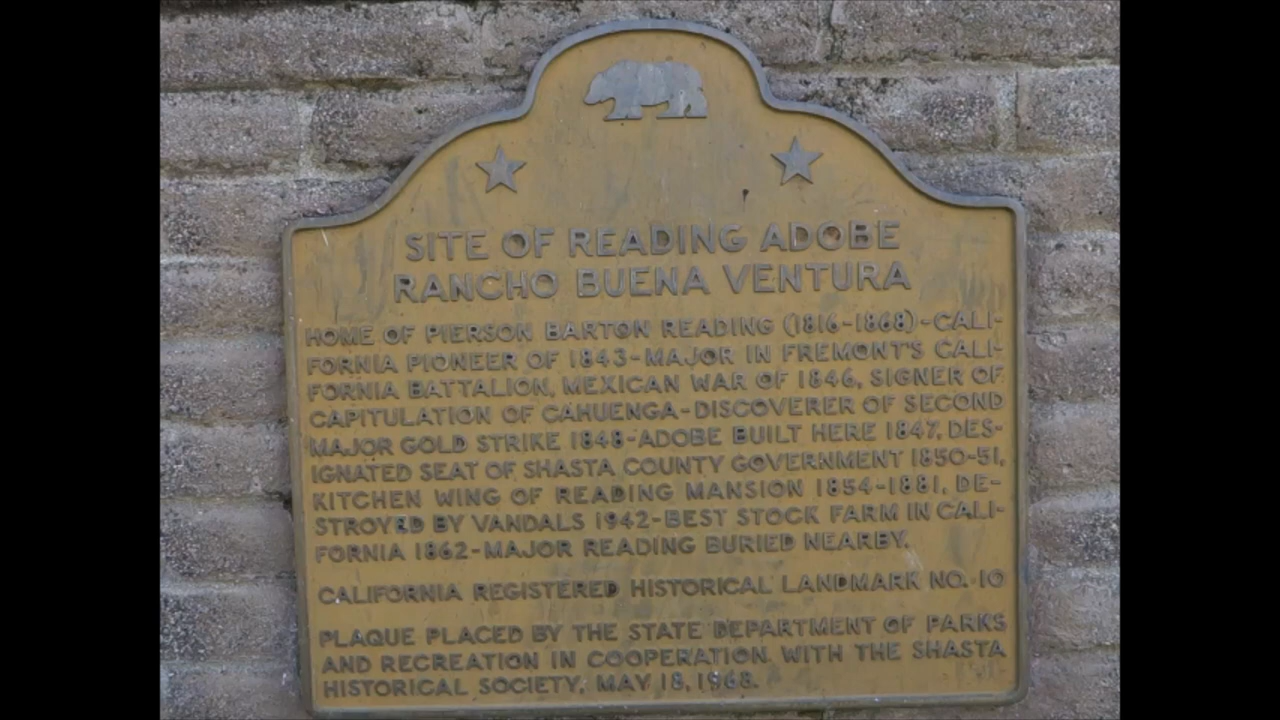 SITE OF READING ADOBE
RANCHO BUENA VENTURA
HOME OF PIERSON BARTON READING (1816-1868)-CALI-
FORNIA PIONEER OF 1843-MAJOR IN FREMONT'S CALI-
FORNIA BATTALION, MEXICAN WAR OF 1846, SIGNER OF
CAPITULATION OF CAHUENGA-DISCOVERER OF SECOND
MAJOR GOLD STRIKE 1848-ADOBE BUILT HERE 1847, DES-
IGNATED SEAT OF SHASTA COUNTY GOVERNMENT 1850-51,
KITCHEN WING OF READING MANSION 1854-1881, DE-
STROYED BY VANDALS 1942-BEST STOCK FARM IN CALI-
FORNIA 1862-MAJOR READING BURIED NEARBY.
CALIFORNIA REGISTERED HISTORICAL LANDMARK NO. 10
PLAQUE PLACED BY THE STATE DEPARTMENT OF PARKS
AND RECREATION IN COOPERATION WITH THE SHASTA
HISTORICAL SOCIETY, MAY 18, 1968.